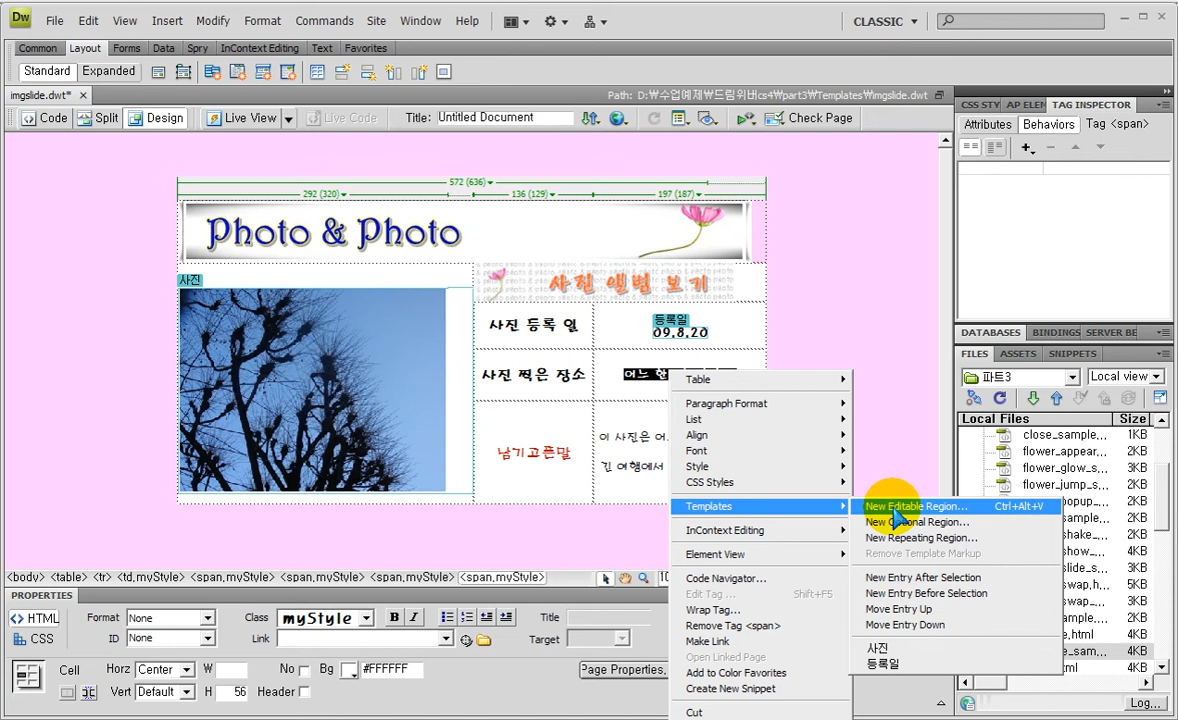 Dw File Edit View Insert Modify Format Commands Site Window Help CLASSIC
Common Layout Forms Data Spry InContext Editing Text Favorites
Standard Expanded
imgslide.dwt* × Path: D:₩수업예제₩드림위버cs4₩part3₩Templates₩imgslide.dwt
Code Split Design Live View Live Code Title: Untitled Document Check Page
572 (636)
292 (320) 136 (129) 197 (187)
Photo & Photo
사진
사진 앨범 보기
사진 등록 일
등록일
09.8.20
사진 찍은 장소
남기고픈말
이 사진은
긴 여행에서
Table
Paragraph Format
List
Align
Font
Style
CSS Styles
Templates
InContext Editing
Element View
Code Navigator...
Edit Tag ... Shift+F5
Wrap Tag...
Remove Tag <span>
Make Link
Open Linked Page
Add to Color Favorites
Create New Snippet
Cut
New Editable Region... Ctrl+Alt+V
New Optional Region...
New Repeating Region...
Remove Template Markup
New Entry After Selection
New Entry Before Selection
Move Entry Up
Move Entry Down
사진
등록일
CSS STY AP ELEM TAG INSPECTOR
Attributes Behaviors Tag <span>
DATABASES BINDINGS SERVER BE
FILES ASSETS SNIPPETS
파트3 Local view
Local Files Size
close_sample,... 1KB
flower_appear,... 2KB
flower_glow_s... 2KB
flower_jump_s... 2KB
2KB
2KB
4KB
4KB
5KB
4KB
4KB
4KB
4KB
Log...
<body> <table> <tr> <td.myStyle> <span.myStyle> <span.myStyle> <span.myStyle> <span.myStyle>
PROPERTIES
HTML Format None Class myStyle B I Title
CSS ID None Link Target
Cell Horz Center W No Bg #FFFFFF Page Properties...
Vert Default H 56 Header